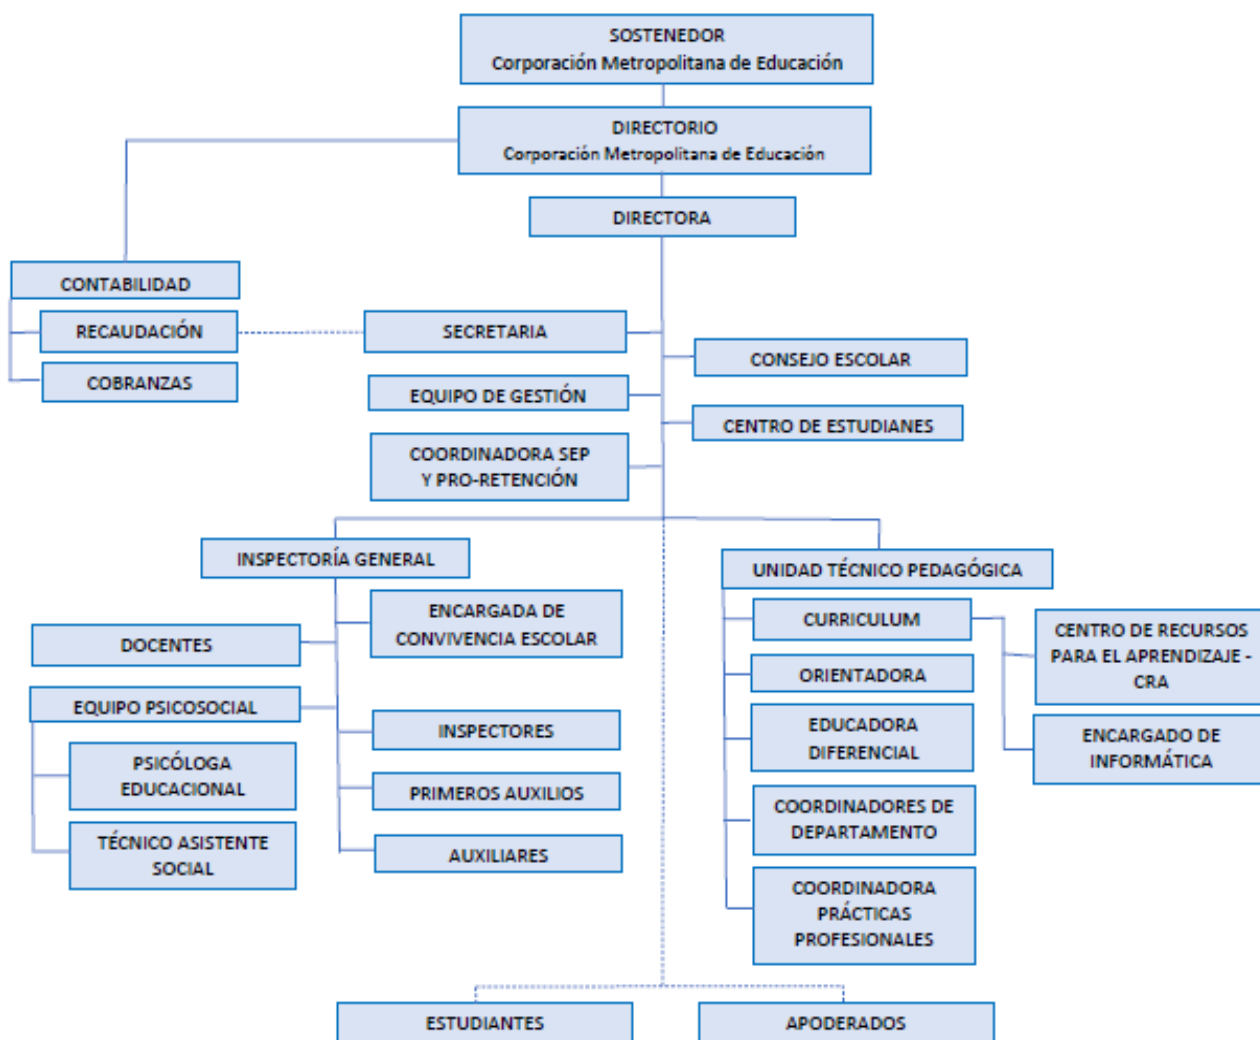 SOSTENEDOR
Corporación Metropolitana de Educación
DIRECTORIO
Corporación Metropolitana de Educación
DIRECTORA
CONTABILIDAD
RECAUDACIÓN
SECRETARIA
CONSEJO ESCOLAR
COBRANZAS
EQUIPO DE GESTIÓN
CENTRO DE ESTUDIANES
COORDINADORA SEP
Y PRO-RETENCIÓN
INSPECTORÍA GENERAL
UNIDAD TÉCNICO PEDAGÓGICA
ENCARGADA DE
CONVIVENCIA ESCOLAR
DOCENTES
EQUIPO PSICOSOCIAL
PSICÓLOGA
EDUCACIONAL
TÉCNICO ASISTENTE
SOCIAL
INSPECTORES
PRIMEROS AUXILIOS
AUXILIARES
CURRICULUM
ORIENTADORA
EDUCADORA
DIFERENCIAL
COORDINADORES DE
DEPARTAMENTO
COORDINADORA
PRÁCTICAS
PROFESIONALES
CENTRO DE RECURSOS
PARA EL APRENDIZAJE -
CRA
ENCARGADO DE
INFORMÁTICA
ESTUDIANTES
APODERADOS